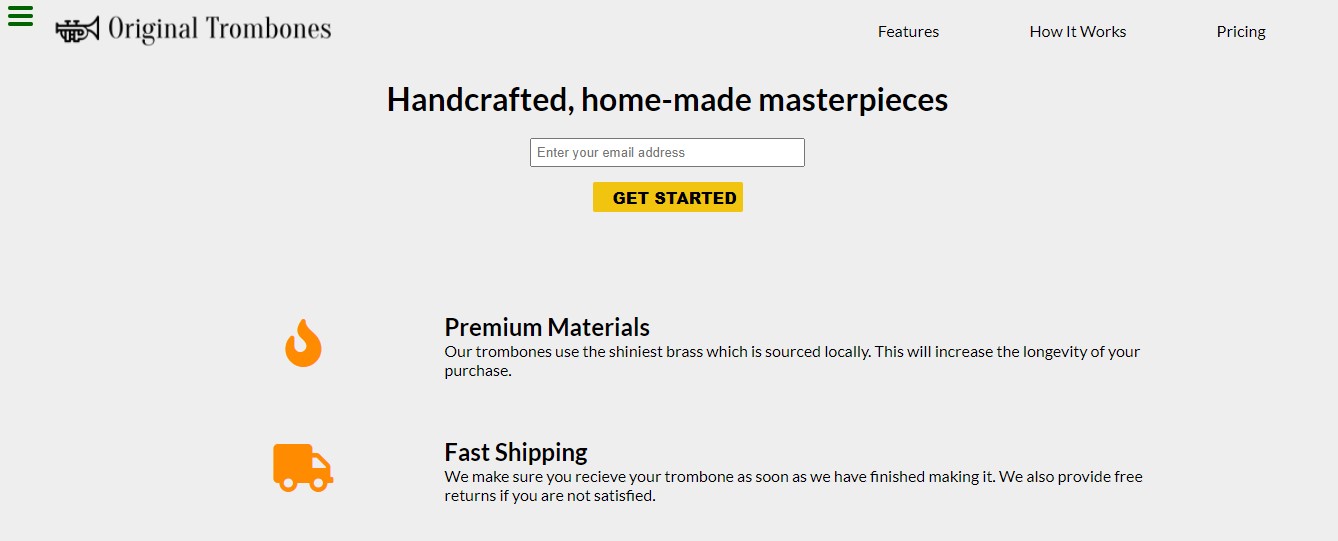 Original Trombones
Features
How It Works
Pricing
Handcrafted, home-made masterpieces
Enter your email address
GET STARTED
Premium Materials
Our trombones use the shiniest brass which is sourced locally. This will increase the longevity of your
purchase.
Fast Shipping
We make sure you recieve your trombone as soon as we have finished making it. We also provide free
returns if you are not satisfied.